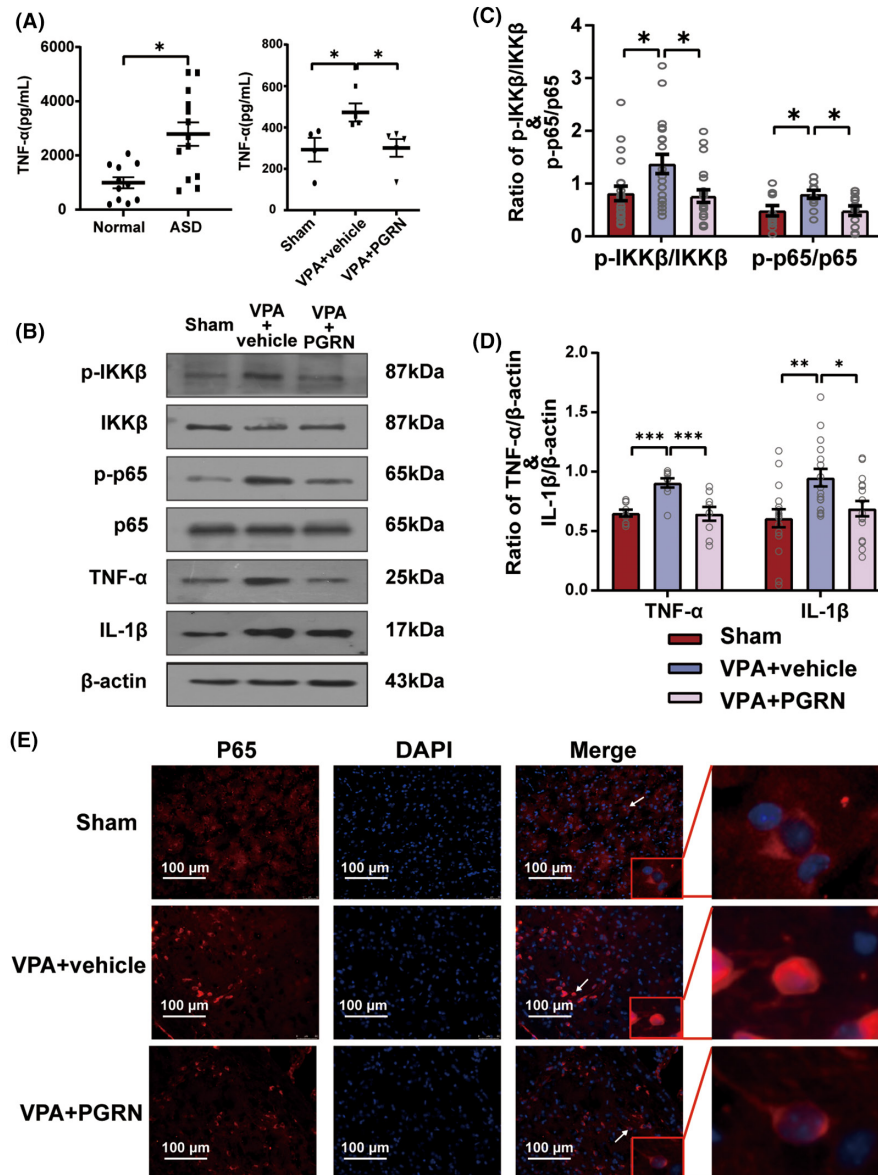 (A)
*
TNF-α(pg/mL)
6000
4000
2000
0
Normal
ASD
*
*
TNF-α(pg/mL)
800
600
400
200
0
Sham
VPA+vehicle
VPA+PGRN
(B)
Sham
VPA
+
vehicle
VPA
+
PGRN
p-IKKβ
87kDa
IKKβ
87kDa
p-p65
65kDa
p65
65kDa
TNF-α
25kDa
IL-1β
17kDa
β-actin
43kDa
(C)
Ratio of p-IKKβ/IKKβ
&
p-p65/p65
4
3
2
1
0
*
*
*
*
p-IKKβ/IKKβ
p-p65/p65
(D)
Ratio of TNF-α/β-actin
&
IL-1β/β-actin
2.0
1.5
1.0
0.5
0.0
***
***
**
*
TNF-α
IL-1β
Sham
VPA+vehicle
VPA+PGRN
(E)
P65
DAPI
Merge
Sham
100 μm
100 μm
100 μm
VPA+vehicle
100 μm
100 μm
100 μm
VPA+PGRN
100 μm
100 μm
100 μm